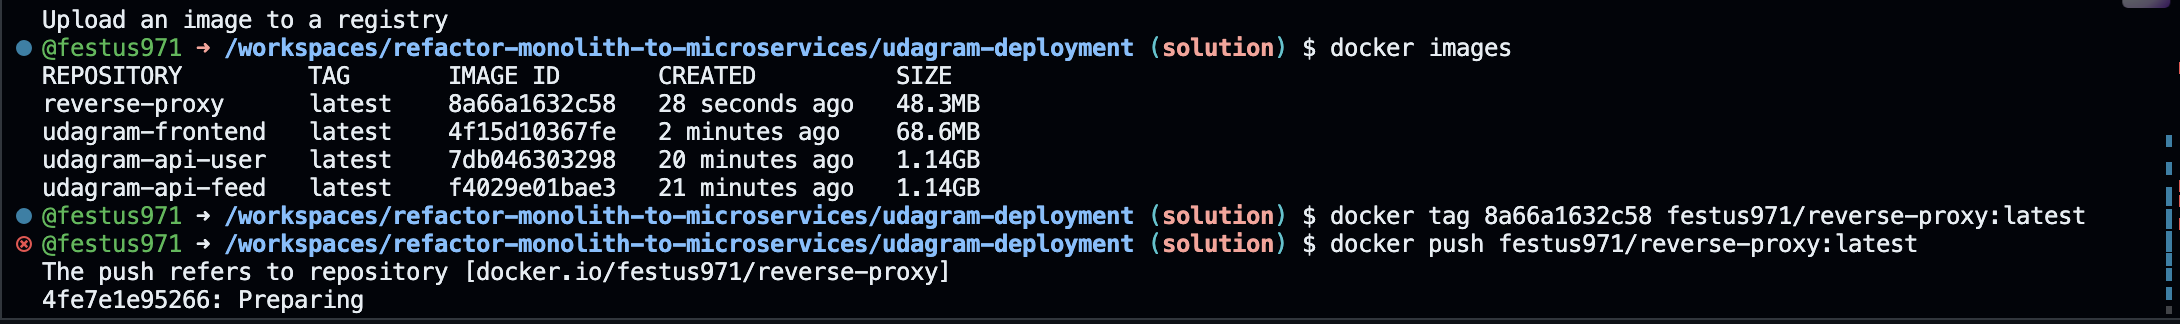 Upload an image to a registry
@festus971 ➜ /workspaces/refactor-monolith-to-microservices/udagram-deployment (solution) $ docker images
REPOSITORY TAG IMAGE ID CREATED SIZE
reverse-proxy latest 8a66a1632c58 28 seconds ago 48.3MB
udagram-frontend latest 4f15d10367fe 2 minutes ago 68.6MB
udagram-api-user latest 7db046303298 20 minutes ago 1.14GB
udagram-api-feed latest f4029e01bae3 21 minutes ago 1.14GB
@festus971 ➜ /workspaces/refactor-monolith-to-microservices/udagram-deployment (solution) $ docker tag 8a66a1632c58 festus971/reverse-proxy:latest
@festus971 ➜ /workspaces/refactor-monolith-to-microservices/udagram-deployment (solution) $ docker push festus971/reverse-proxy:latest
The push refers to repository [docker.io/festus971/reverse-proxy]
4fe7e1e95266: Preparing